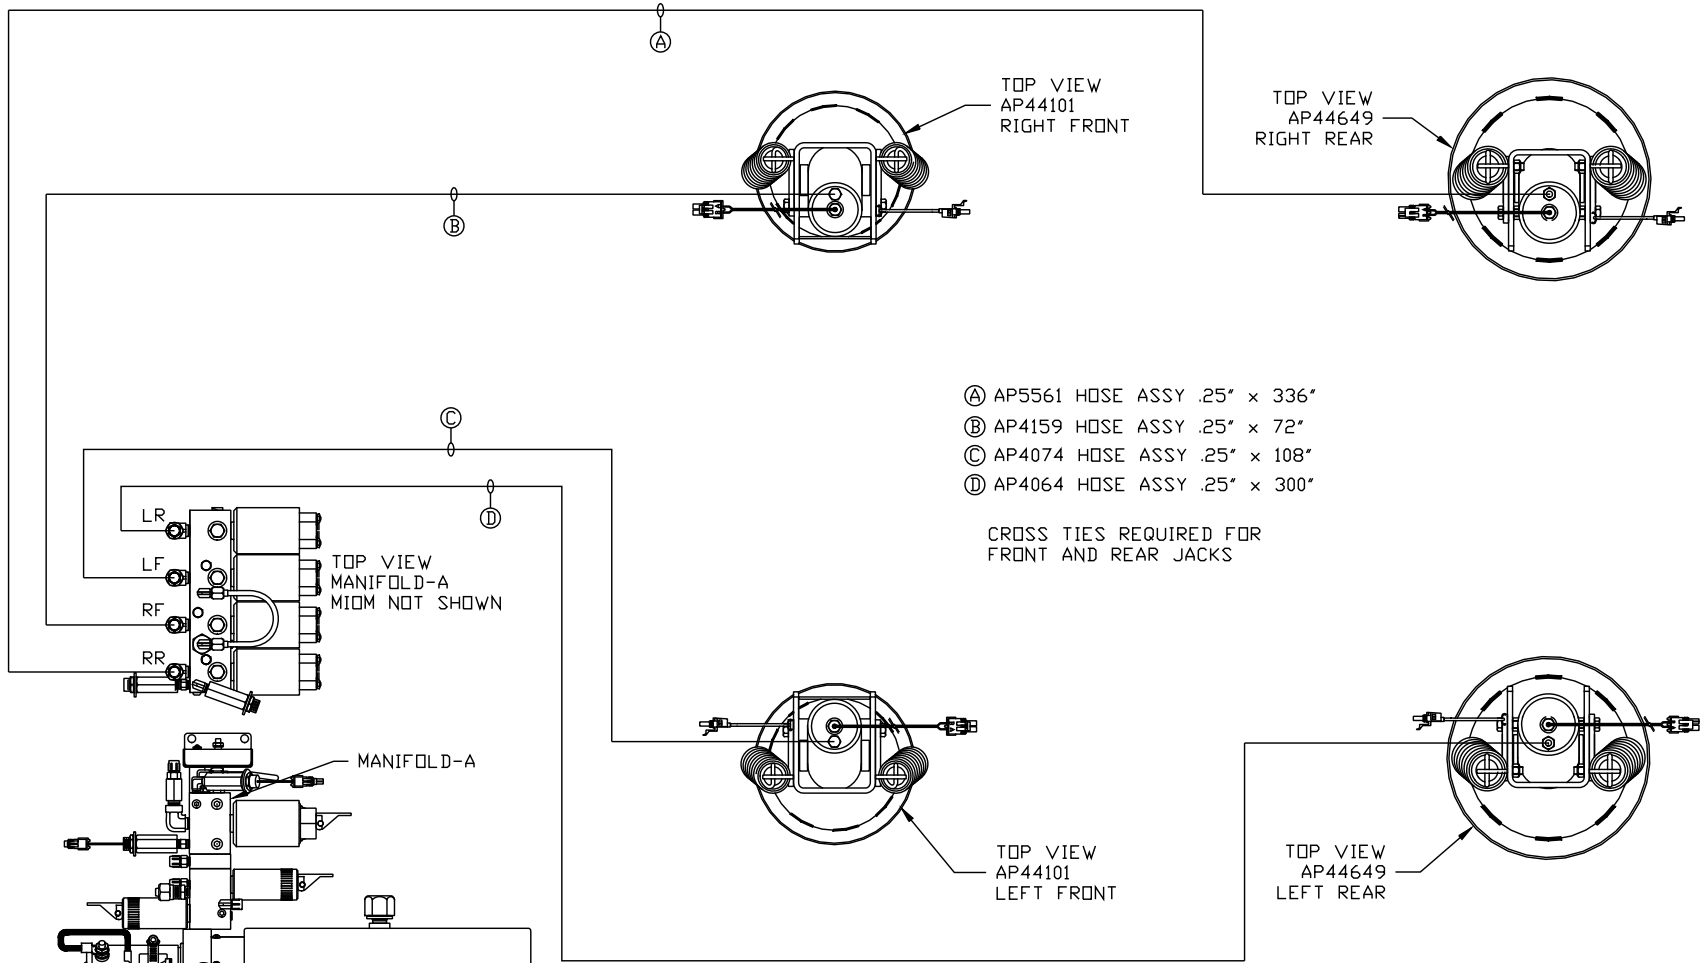 A
TOP VIEW
AP44101
RIGHT FRONT
TOP VIEW
AP44649
RIGHT REAR
B
A AP5561 HOSE ASSY .25" x 336"
B AP4159 HOSE ASSY .25" x 72"
C AP4074 HOSE ASSY .25" x 108"
D AP4064 HOSE ASSY .25" x 300"
CROSS TIES REQUIRED FOR
FRONT AND REAR JACKS
C
D
LR
LF
RF
RR
TOP VIEW
MANIFOLD-A
MIOM NOT SHOWN
MANIFOLD-A
TOP VIEW
AP44101
LEFT FRONT
TOP VIEW
AP44649
LEFT REAR